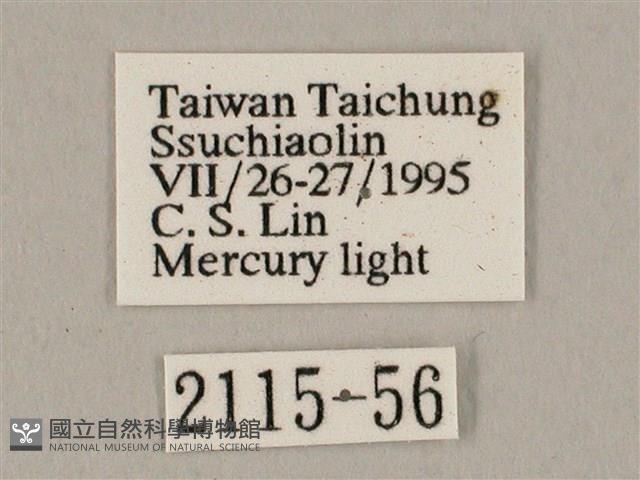 Taiwan Taichung
Ssuchiaolin
VII/26-27/1995
C. S. Lin
Mercury light
2115-56
國立自然科學博物館
NATIONAL MUSEUM OF NATURAL SCIENCE